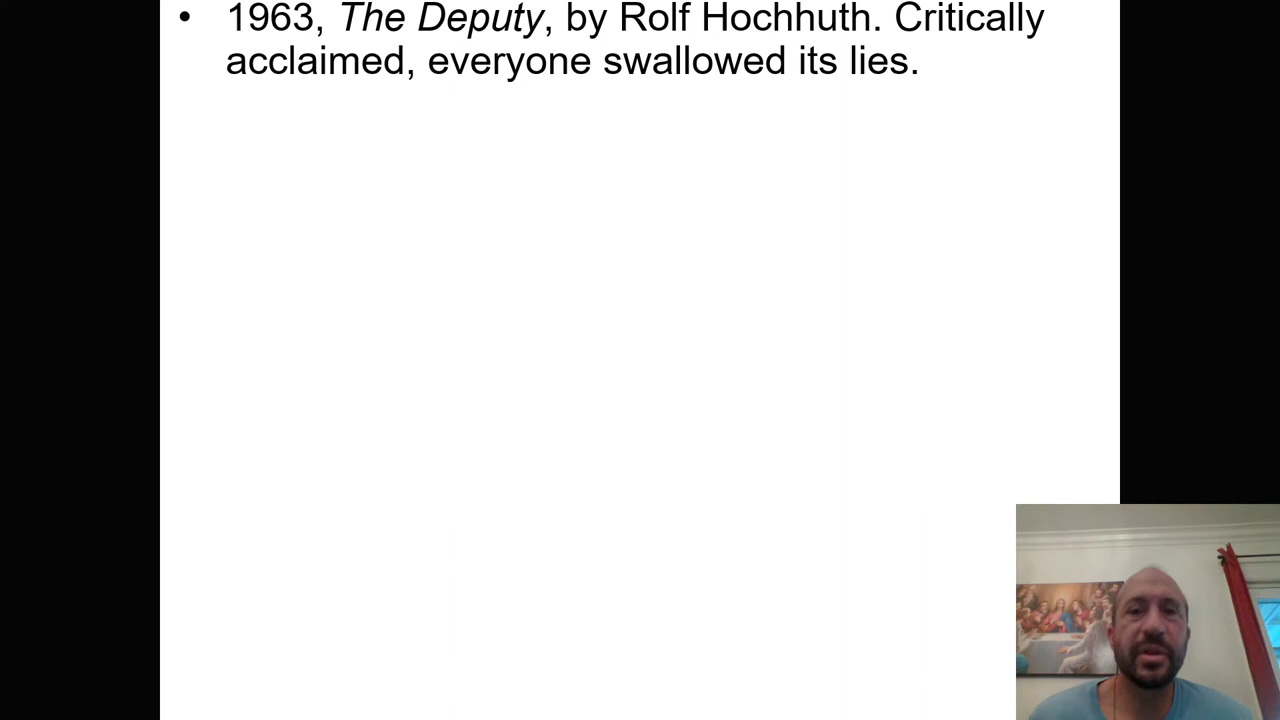 • 1963, The Deputy, by Rolf Hochhuth. Critically
acclaimed, everyone swallowed its lies.